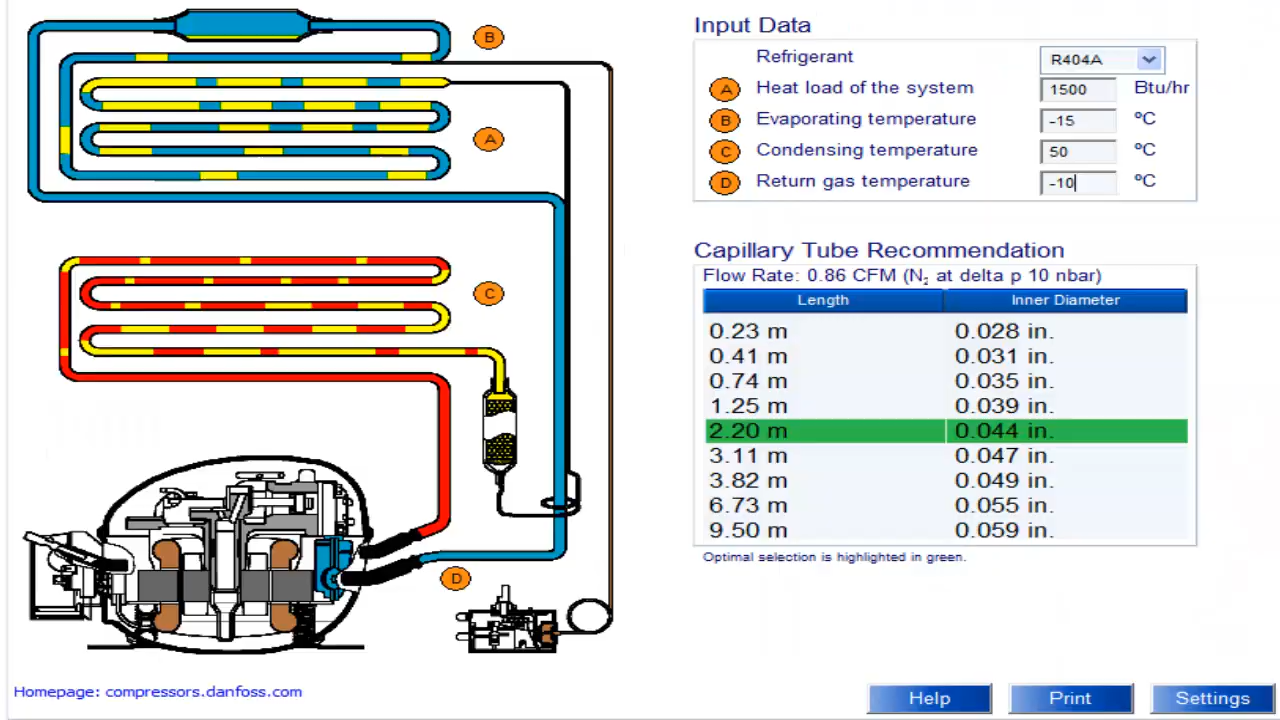 B
A
C
D
Homepage: compressors.danfoss.com
Input Data
Refrigerant R404A
A Heat load of the system 1500 Btu/hr
B Evaporating temperature -15 ºC
C Condensing temperature 50 ºC
D Return gas temperature -10 ºC
Capillary Tube Recommendation
Flow Rate: 0.86 CFM (N₂ at delta p 10 nbar)
Length Inner Diameter
0.23 m 0.028 in.
0.41 m 0.031 in.
0.74 m 0.035 in.
1.25 m 0.039 in.
2.20 m 0.044 in.
3.11 m 0.047 in.
3.82 m 0.049 in.
6.73 m 0.055 in.
9.50 m 0.059 in.
Optimal selection is highlighted in green.
Help Print Settings